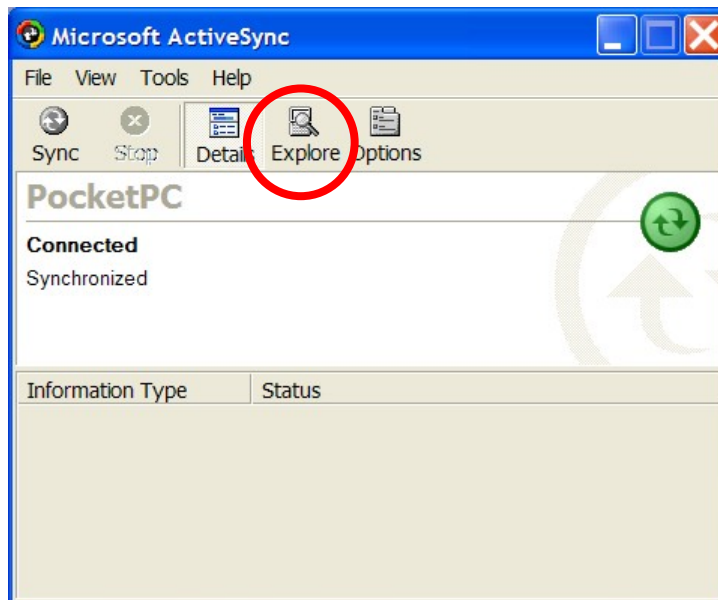 Microsoft ActiveSync
File View Tools Help
Sync Stop Details Explore Options
PocketPC
Connected
Synchronized
Information Type Status